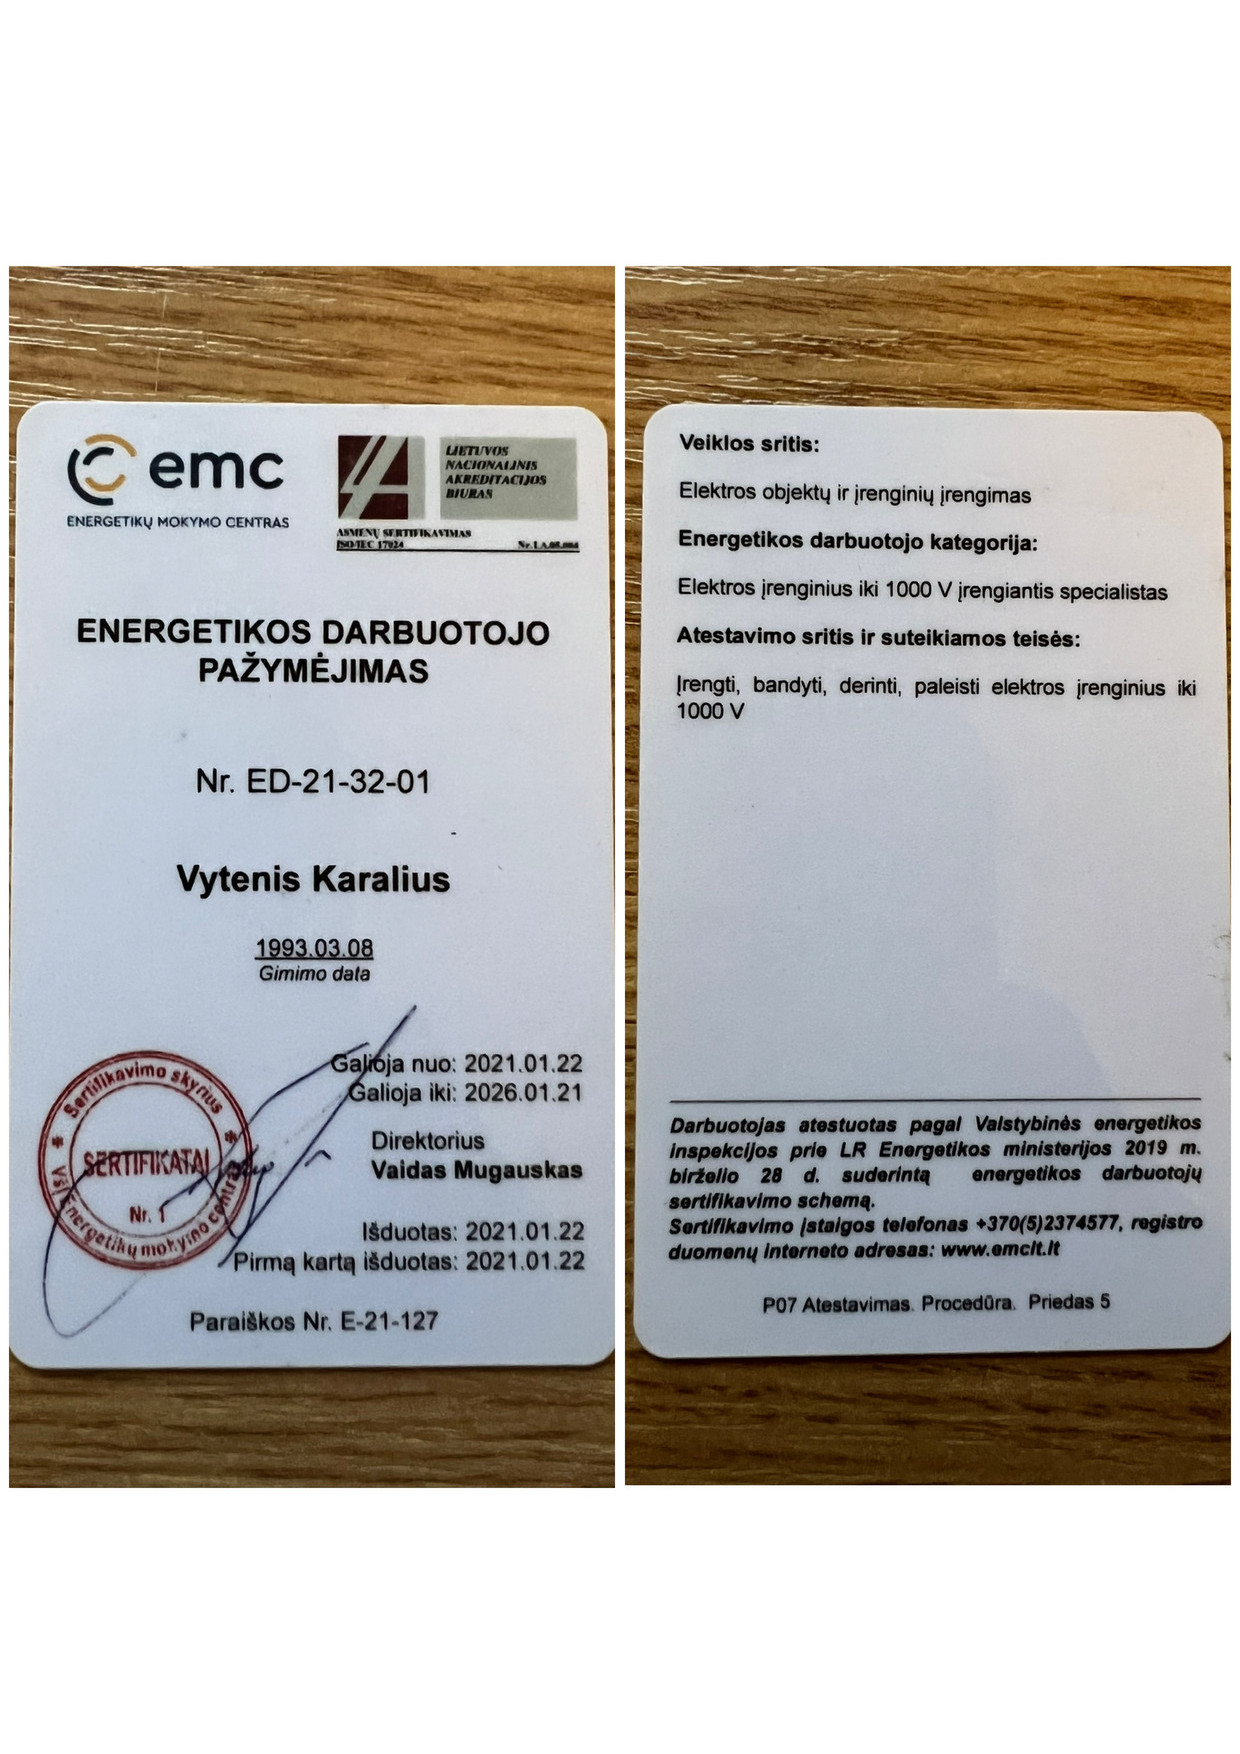 emc
ENERGETIKŲ MOKYMO CENTRAS
LIETUVOS
NACIONALINIS
AKREDITACIJOS
BIURAS
ASMENŲ SERTIFIKAVIMAS
ISO/IEC 17024
ENERGETIKOS DARBUOTOJO
PAŽYMĖJIMAS
Nr. ED-21-32-01
Vytenis Karalius
1993.03.08
Gimimo data
Galioja nuo: 2021.01.22
Galioja iki: 2026.01.21
Direktorius
Vaidas Mugauskas
Išduotas: 2021.01.22
Pirmą kartą išduotas: 2021.01.22
Paraiškos Nr. E-21-127
Sertifikavimo skyrius
SERTIFIKATAI
Nr. 1
VšĮ Energetikų mokymo centras
Veiklos sritis:
Elektros objektų ir įrenginių įrengimas
Energetikos darbuotojo kategorija:
Elektros įrenginius iki 1000 V įrengiantis specialistas
Atestavimo sritis ir suteikiamos teisės:
Įrengti, bandyti, derinti, paleisti elektros įrenginius iki
1000 V
Darbuotojas atestuotas pagal Valstybinės energetikos
inspekcijos prie LR Energetikos ministerijos 2019 m.
birželio 28 d. suderintą energetikos darbuotojų
sertifikavimo schemą.
Sertifikavimo įstaigos telefonas +370(5)2374577, registro
duomenų interneto adresas: www.emclt.lt
P07 Atestavimas. Procedūra. Priedas 5